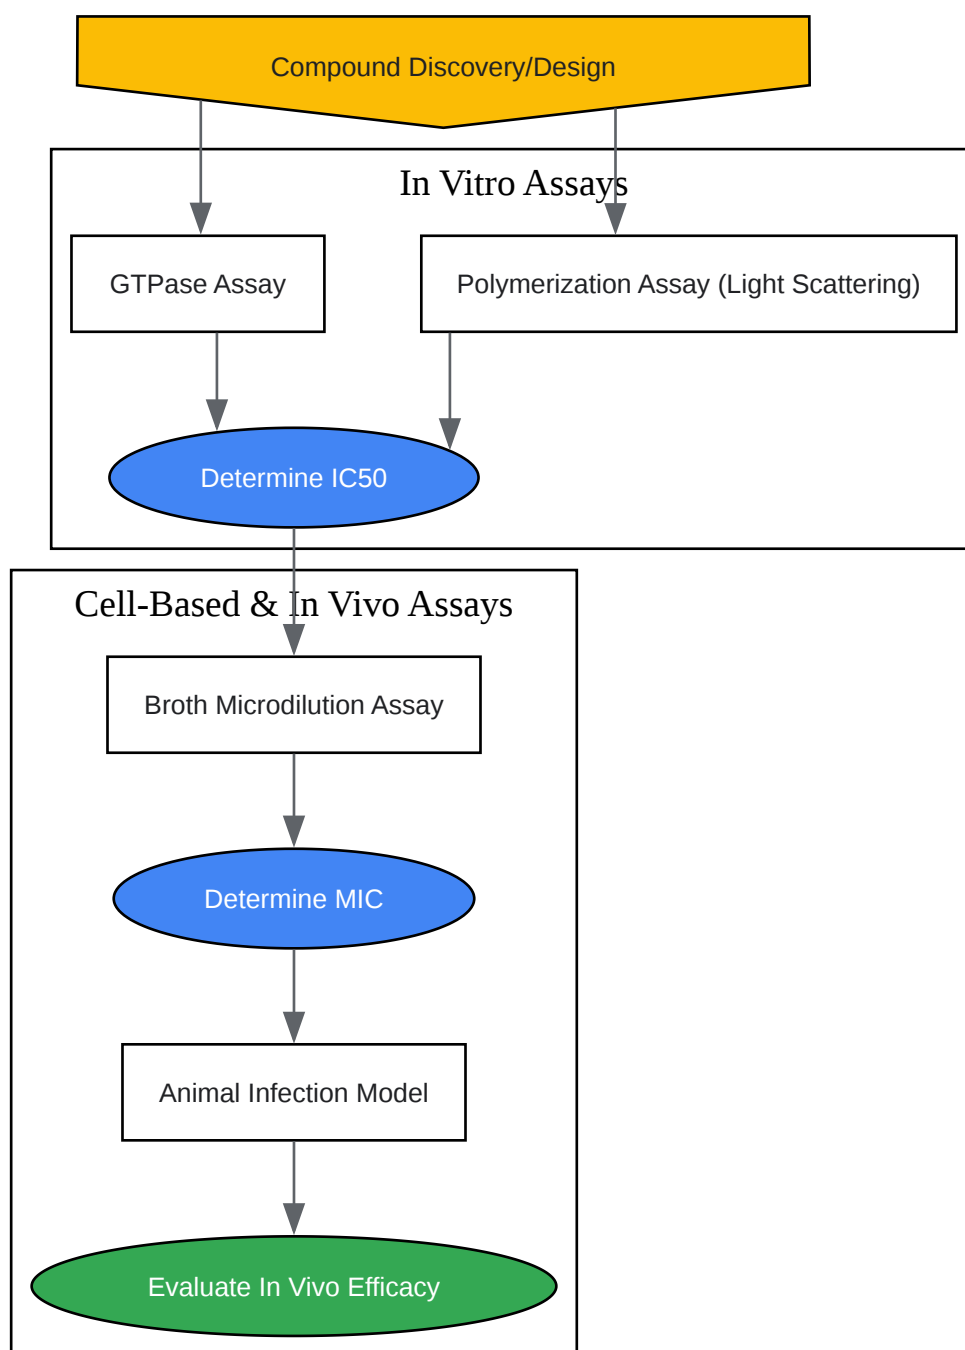 Compound Discovery/Design
In Vitro Assays
GTPase Assay
Polymerization Assay (Light Scattering)
Determine IC50
Cell-Based & In Vivo Assays
Broth Microdilution Assay
Determine MIC
Animal Infection Model
Evaluate In Vivo Efficacy